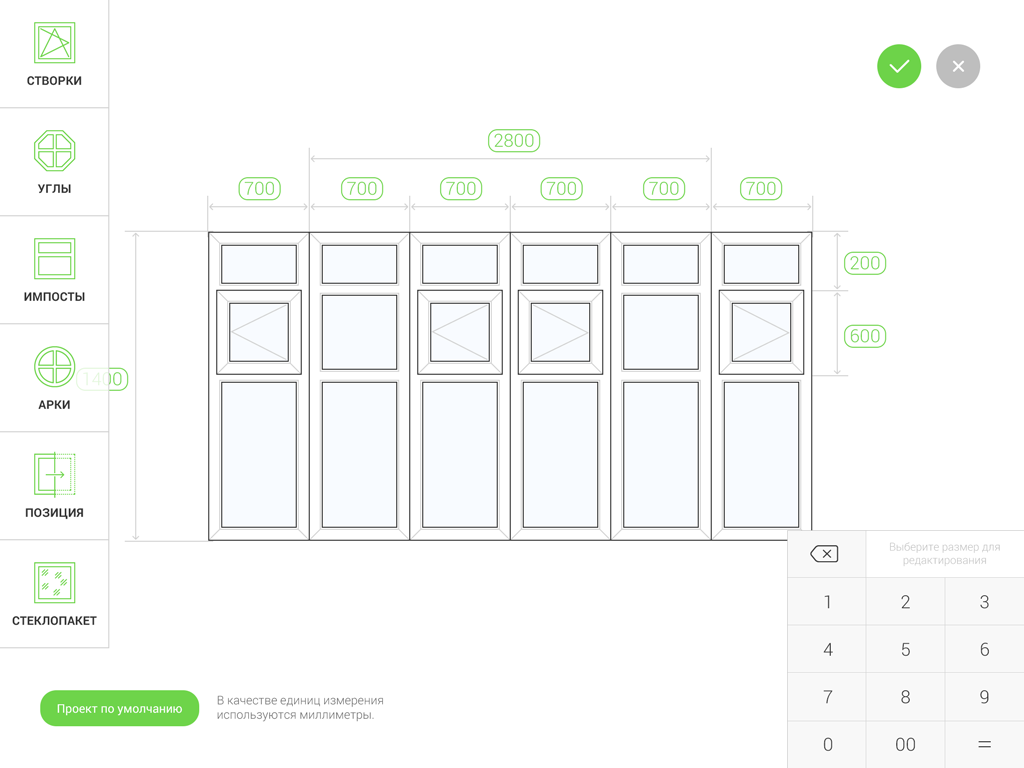 СТВОРКИ
УГЛЫ
ИМПОСТЫ
АРКИ
ПОЗИЦИЯ
СТЕКЛОПАКЕТ
2800
700 700 700 700 700 700
200
600
1400
Выберите размер для
редактирования
1 2 3
4 5 6
7 8 9
0 00 =
Проект по умолчанию
В качестве единиц измерения
используются миллиметры.